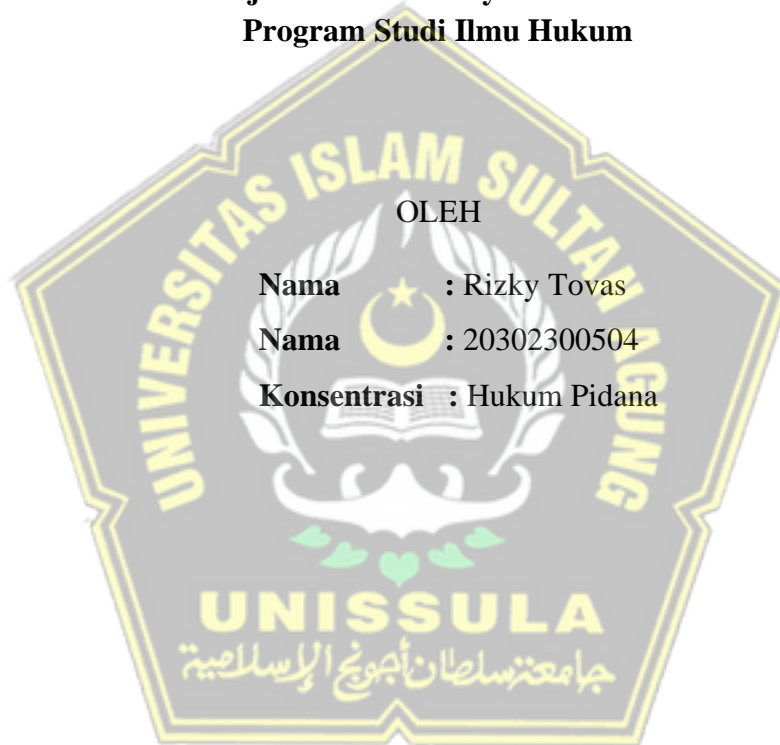 Program Studi Ilmu Hukum
UNIVERSITAS ISLAM SULTAN AGUNG
OLEH
Nama : Rizky Tovas
Nama : 20302300504
Konsentrasi : Hukum Pidana
UNISSULA
جامعة سلطان أجونج الإسلامية